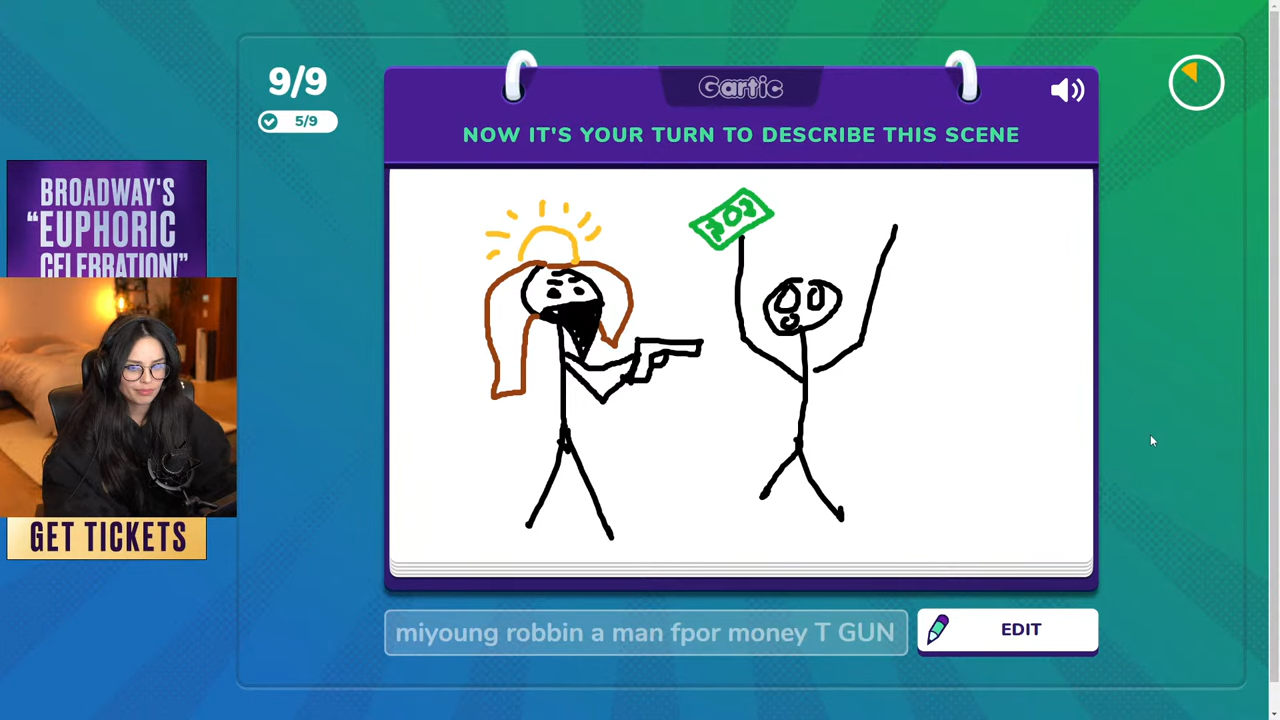 9/9
5/9
Gartic
NOW IT'S YOUR TURN TO DESCRIBE THIS SCENE
BROADWAY'S
"EUPHORIC
CELEBRATION!"
GET TICKETS
miyoung robbin a man fpor money T GUN
EDIT